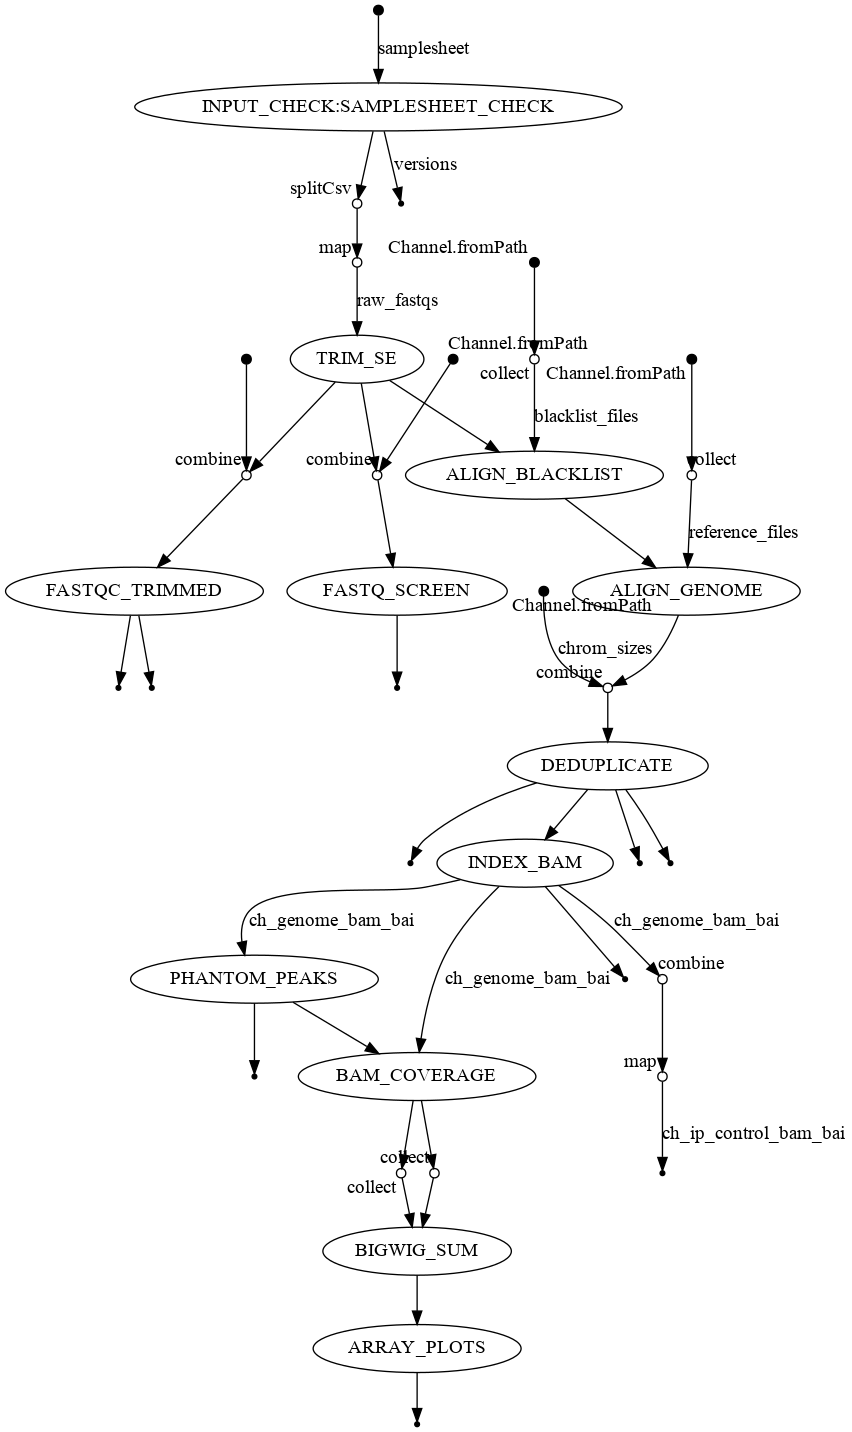 samplesheet
INPUT_CHECK:SAMPLESHEET_CHECK
versions
splitCsv
map
Channel.fromPath
raw_fastqs
Channel.fromPath
TRIM_SE
collect
Channel.fromPath
blacklist_files
combine
combine
ollect
ALIGN_BLACKLIST
reference_files
FASTQC_TRIMMED
FASTQ_SCREEN
ALIGN_GENOME
Channel.fromPath
chrom_sizes
combine
DEDUPLICATE
INDEX_BAM
ch_genome_bam_bai
ch_genome_bam_bai
combine
PHANTOM_PEAKS
ch_genome_bam_bai
map
BAM_COVERAGE
ch_ip_control_bam_bai
collect
collect
BIGWIG_SUM
ARRAY_PLOTS